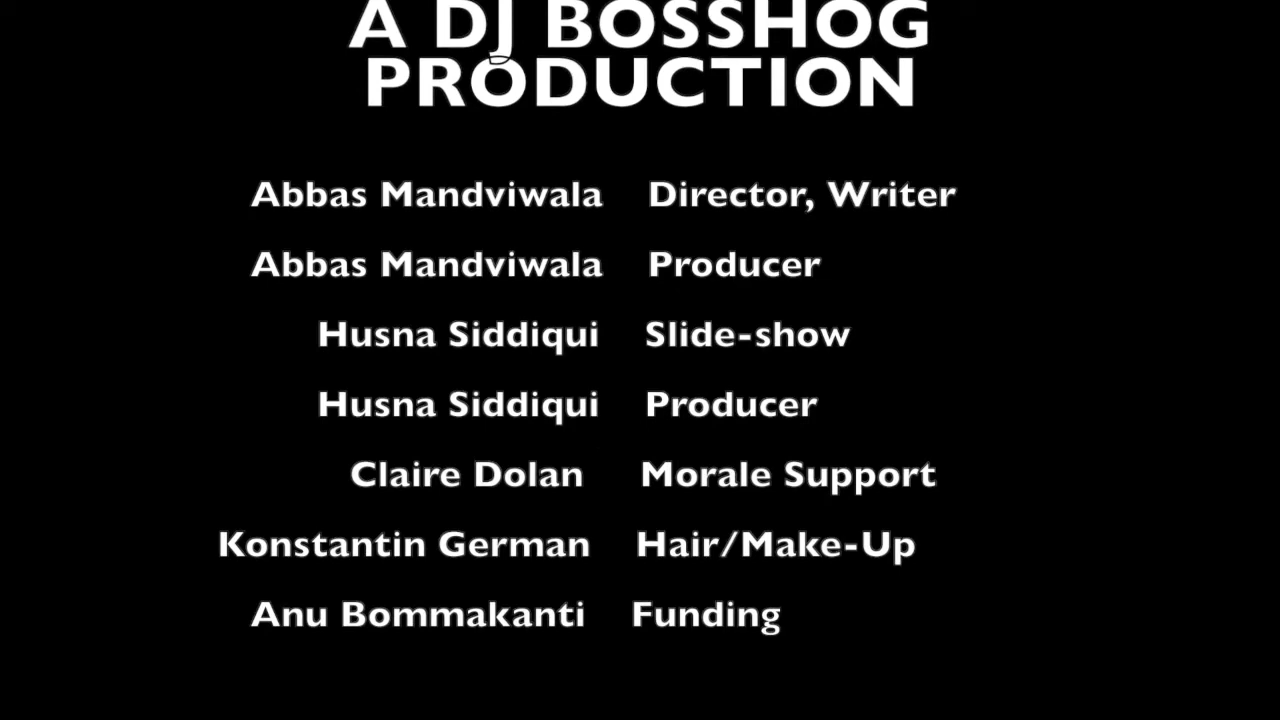 A DJ BOSSHOG
PRODUCTION
Abbas Mandviwala Director, Writer
Abbas Mandviwala Producer
Husna Siddiqui Slide-show
Husna Siddiqui Producer
Claire Dolan Morale Support
Konstantin German Hair/Make-Up
Anu Bommakanti Funding